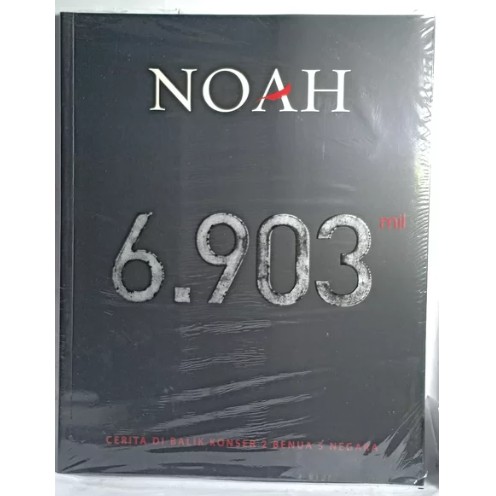 NOAH
6.903 mil
CERITA DI BALIK KONSER 2 BENUA 5 NEGARA